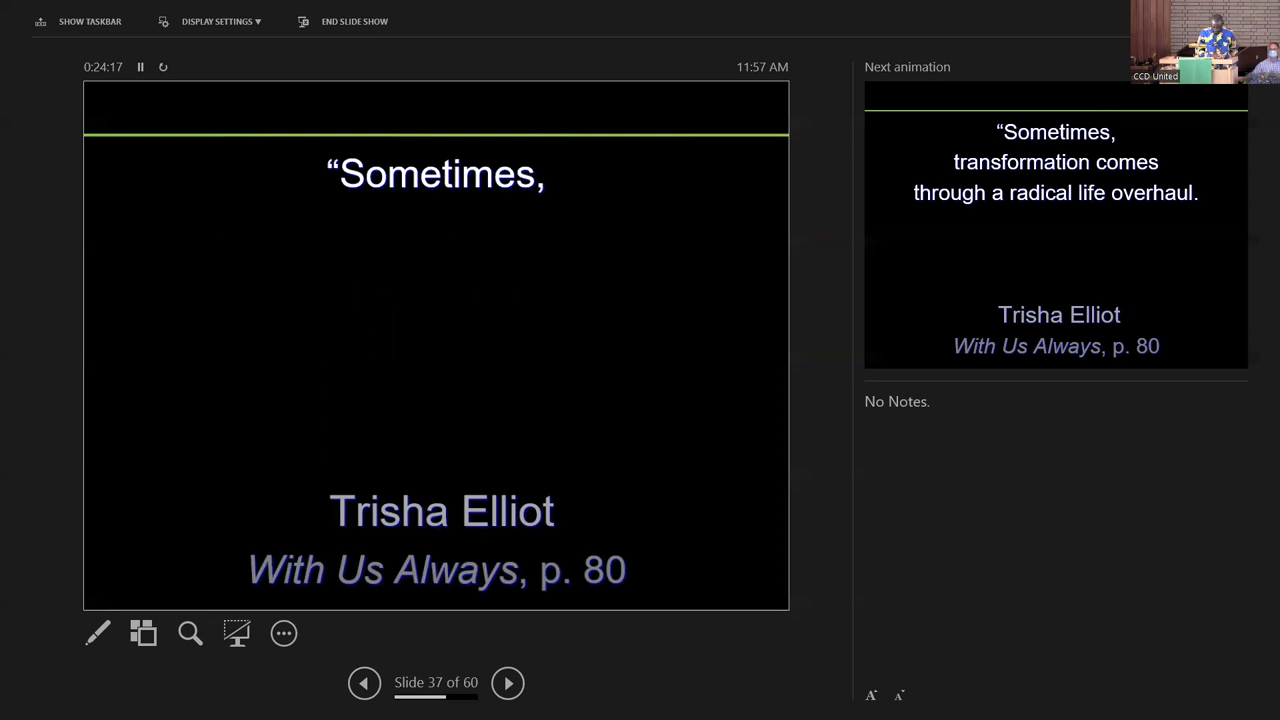 SHOW TASKBAR
DISPLAY SETTINGS
END SLIDE SHOW
0:24:17
11:57 AM
“Sometimes,
Trisha Elliot
With Us Always, p. 80
Slide 37 of 60
Next animation
CCD United
“Sometimes,
transformation comes
through a radical life overhaul.
Trisha Elliot
With Us Always, p. 80
No Notes.
A A